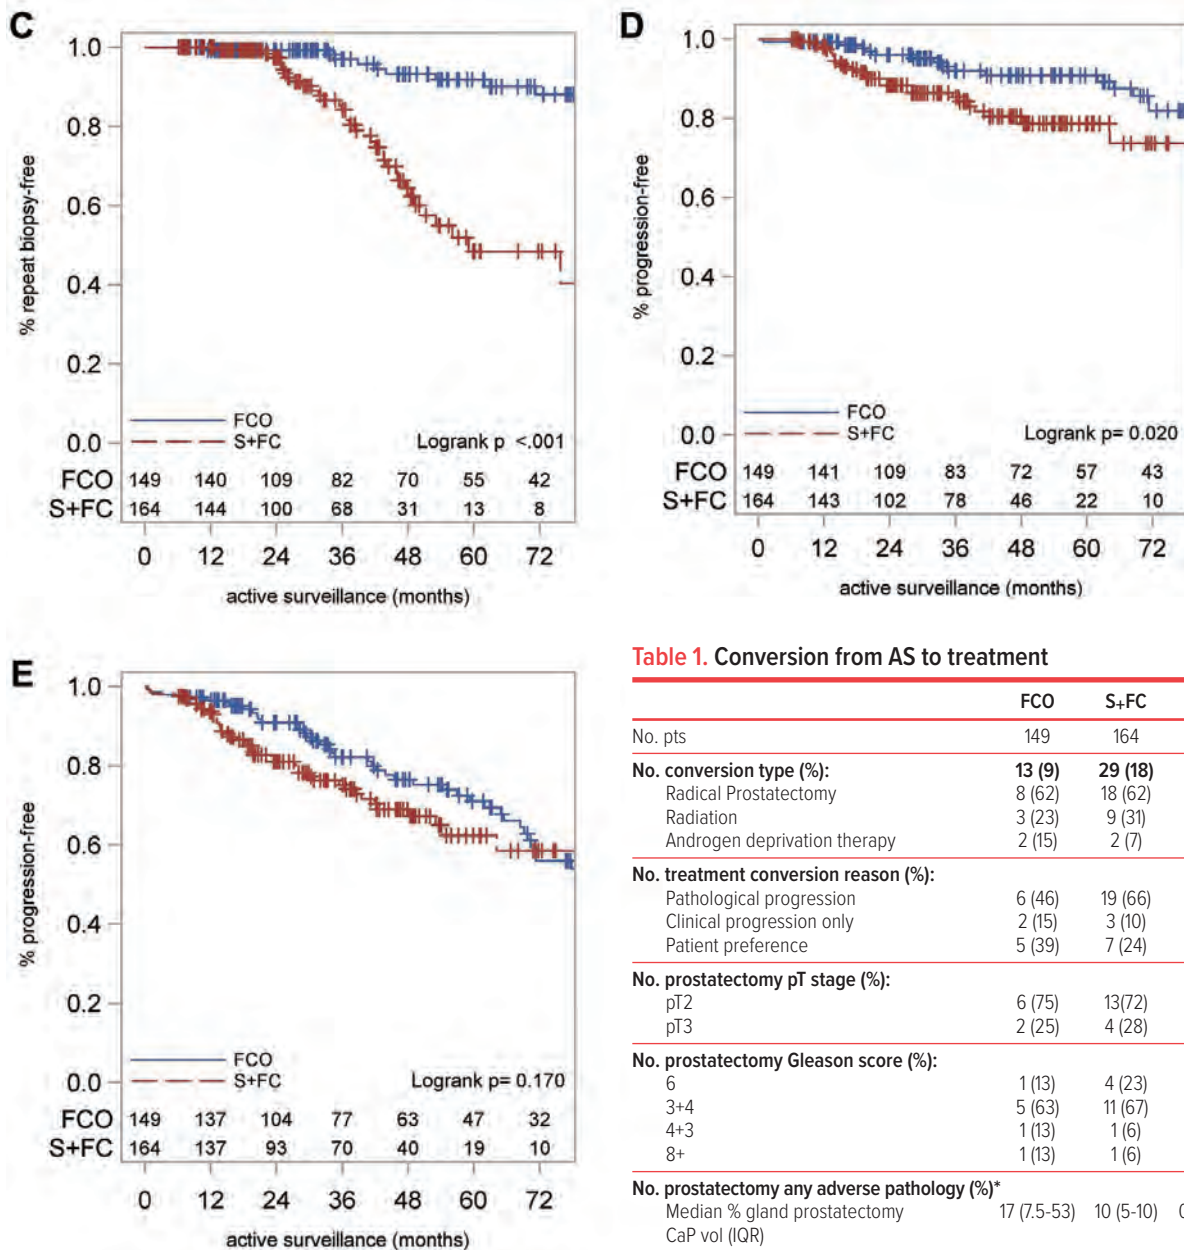 C
% repeat biopsy-free
1.0
0.8
0.6
0.4
0.2
0.0
FCO
S+FC
Logrank p <.001
FCO 149 140 109 82 70 55 42
S+FC 164 144 100 68 31 13 8
0 12 24 36 48 60 72
active surveillance (months)
D
% progression-free
1.0
0.8
0.6
0.4
0.2
0.0
FCO
S+FC
Logrank p= 0.020
FCO 149 141 109 83 72 57 43
S+FC 164 143 102 78 46 22 10
0 12 24 36 48 60 72
active surveillance (months)
E
% progression-free
1.0
0.8
0.6
0.4
0.2
0.0
FCO
S+FC
Logrank p= 0.170
FCO 149 137 104 77 63 47 32
S+FC 164 137 93 70 40 19 10
0 12 24 36 48 60 72
active surveillance (months)
Table 1. Conversion from AS to treatment
FCO S+FC
No. pts 149 164
No. conversion type (%): 13 (9) 29 (18)
Radical Prostatectomy 8 (62) 18 (62)
Radiation 3 (23) 9 (31)
Androgen deprivation therapy 2 (15) 2 (7)
No. treatment conversion reason (%):
Pathological progression 6 (46) 19 (66)
Clinical progression only 2 (15) 3 (10)
Patient preference 5 (39) 7 (24)
No. prostatectomy pT stage (%):
pT2 6 (75) 13(72)
pT3 2 (25) 4 (28)
No. prostatectomy Gleason score (%):
6 1 (13) 4 (23)
3+4 5 (63) 11 (67)
4+3 1 (13) 1 (6)
8+ 1 (13) 1 (6)
No. prostatectomy any adverse pathology (%)*
Median % gland prostatectomy 17 (7.5-53) 10 (5-10) 0
CaP vol (IQR)